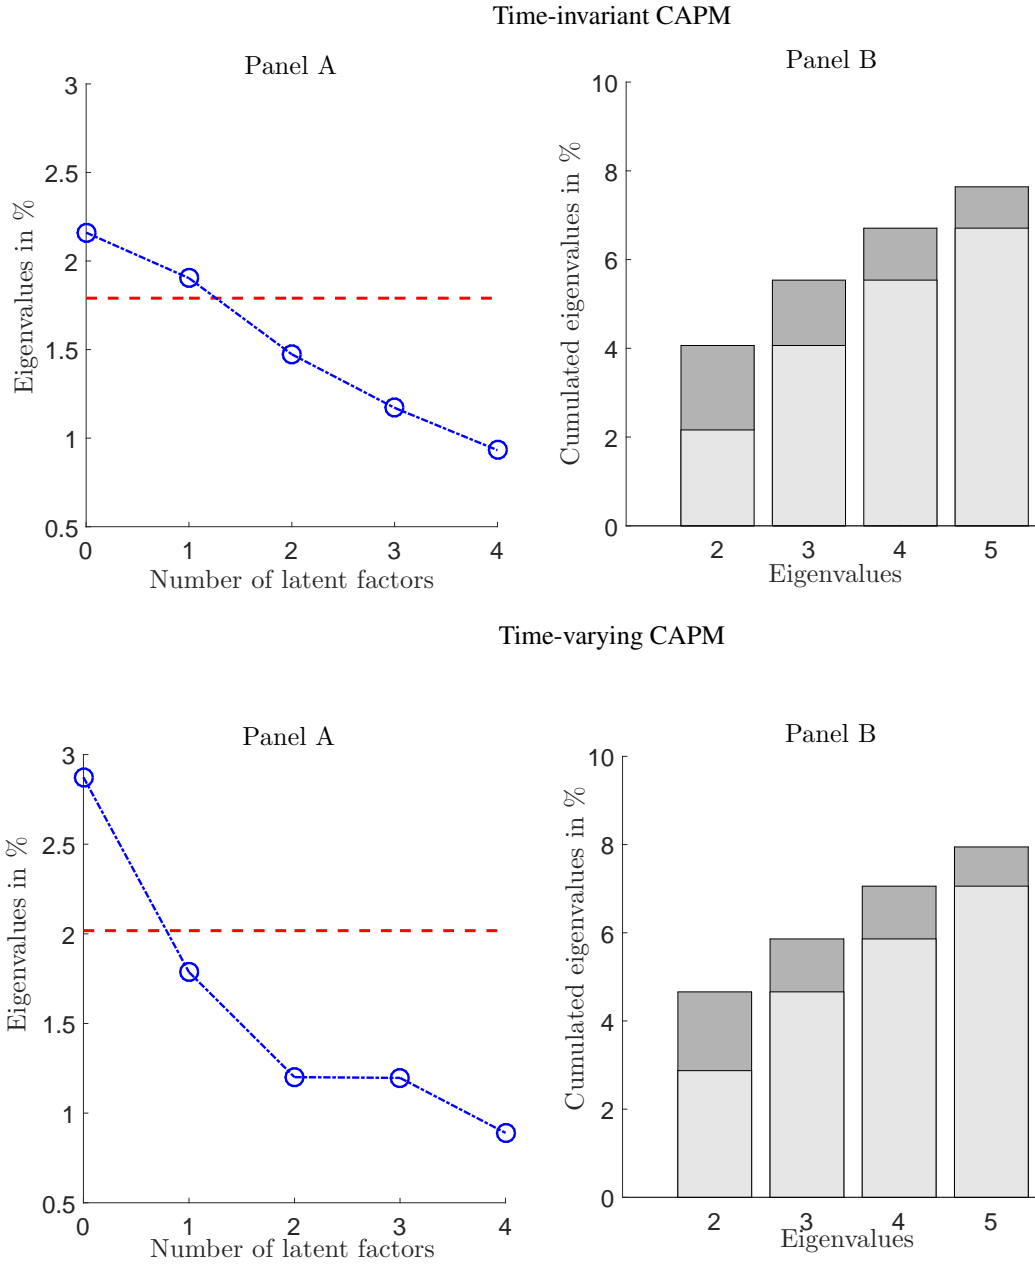 Time-invariant CAPM
Panel A
Eigenvalues in %
3
2.5
2
1.5
1
0.5
0 1 2 3 4
Number of latent factors
Panel B
Cumulated eigenvalues in %
10
8
6
4
2
0
2 3 4 5
Eigenvalues
Time-varying CAPM
Panel A
Eigenvalues in %
3
2.5
2
1.5
1
0.5
0 1 2 3 4
Number of latent factors
Panel B
Cumulated eigenvalues in %
10
8
6
4
2
0
2 3 4 5
Eigenvalues